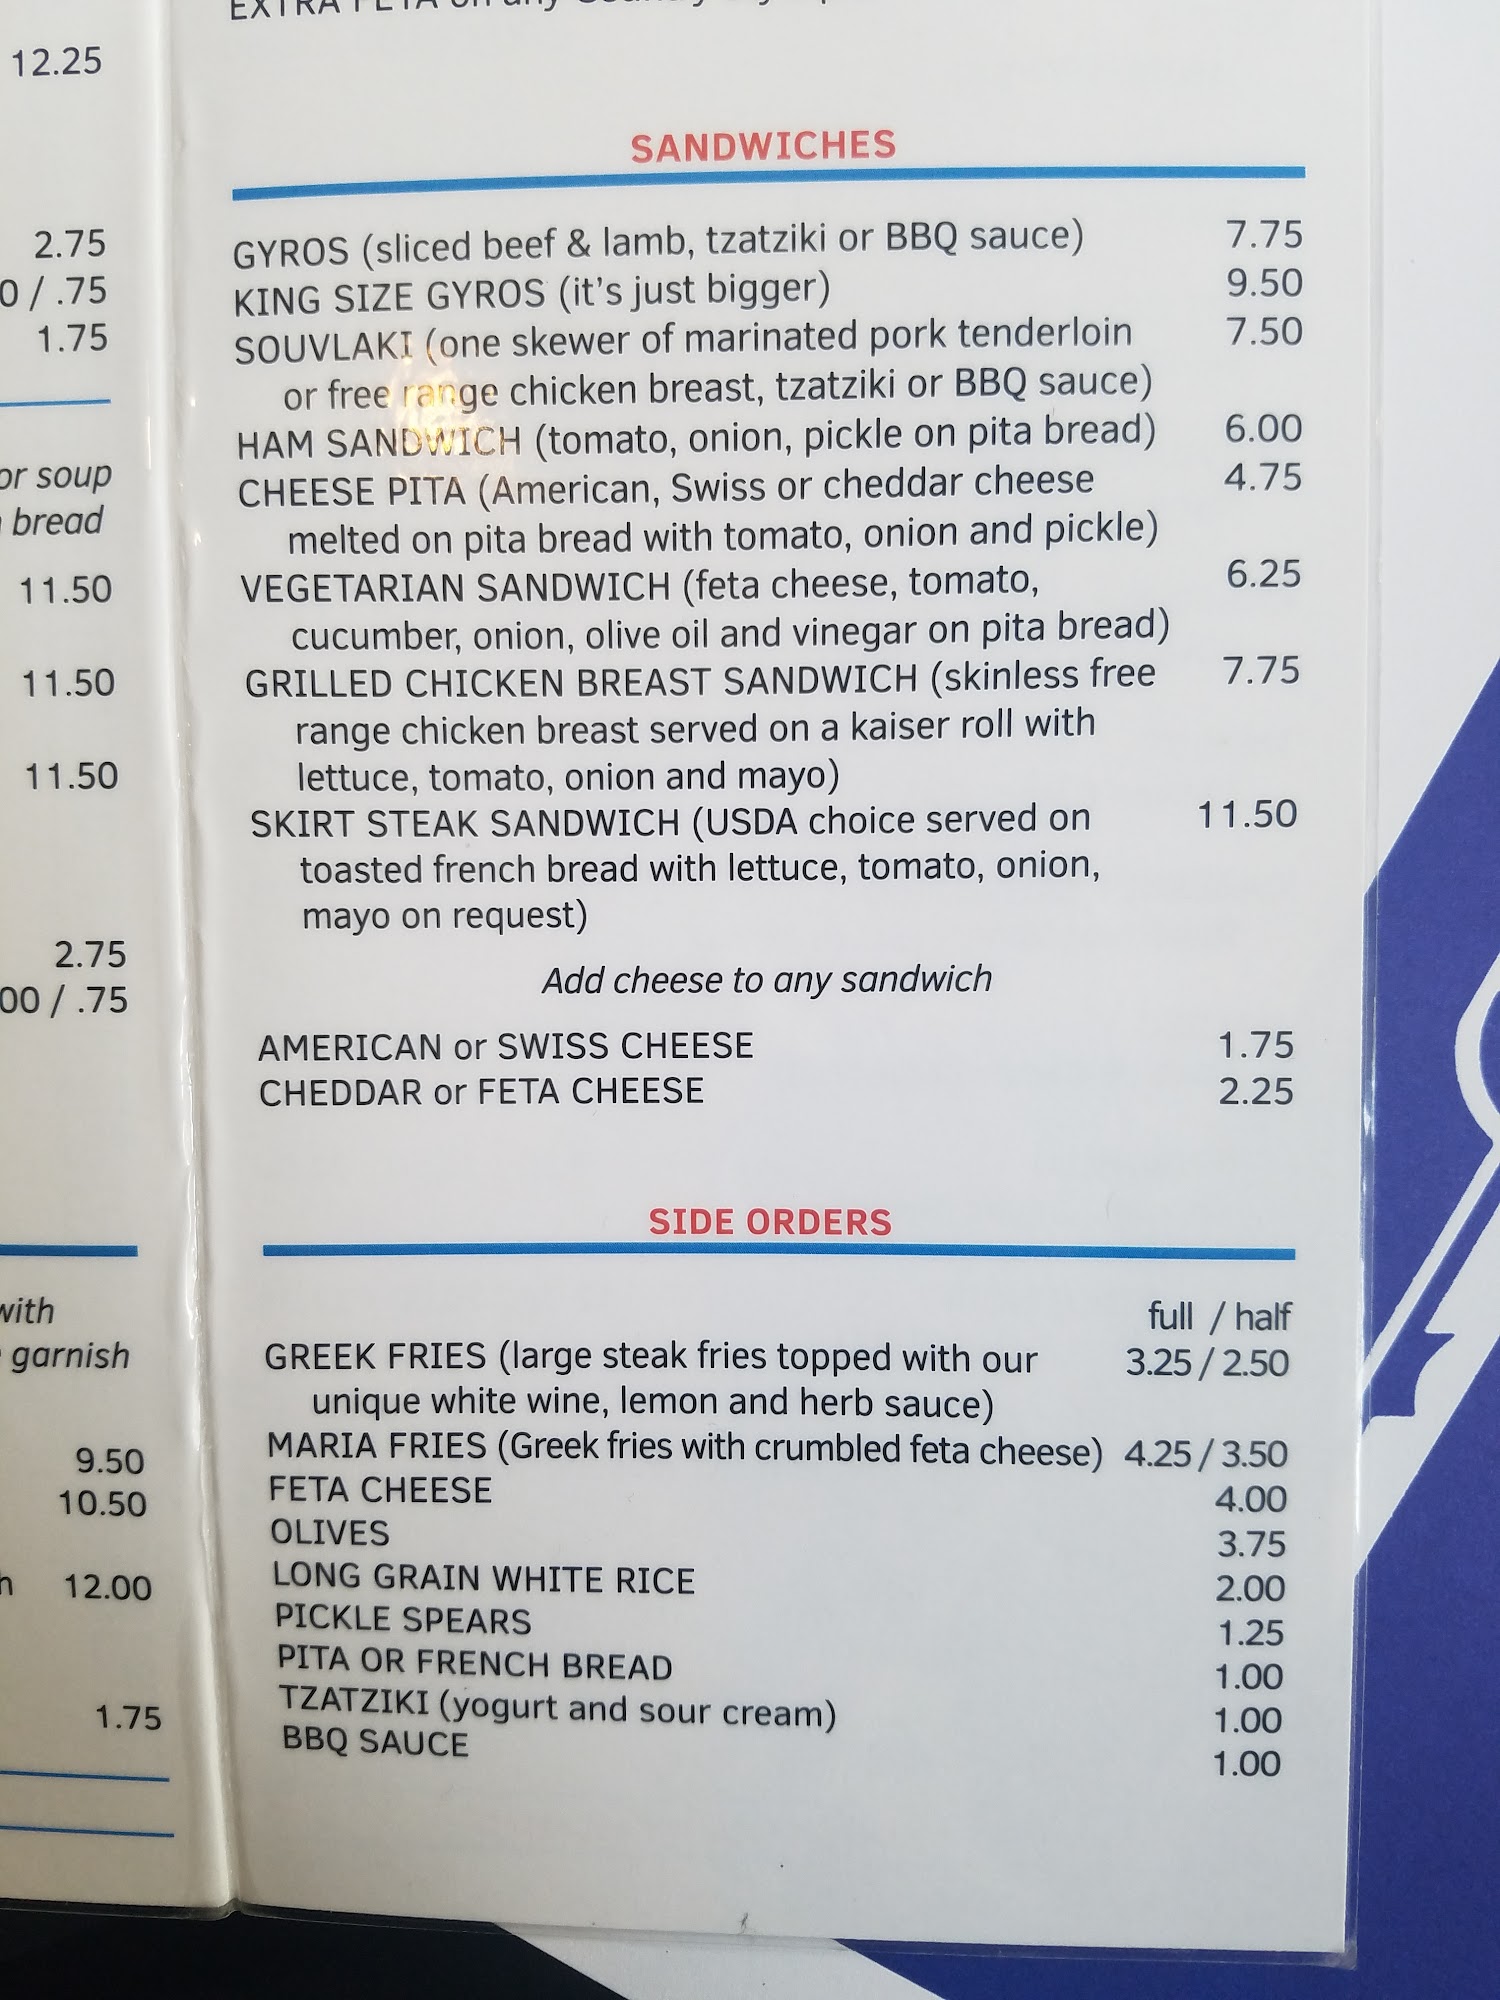 12.25
2.75
0 / .75
1.75
or soup
bread
11.50
11.50
11.50
2.75
00 / .75
with
garnish
9.50
10.50
12.00
1.75
EXTRA FETA on any
SANDWICHES
GYROS (sliced beef & lamb, tzatziki or BBQ sauce) 7.75
KING SIZE GYROS (it's just bigger) 9.50
SOUVLAKI (one skewer of marinated pork tenderloin 7.50
or free range chicken breast, tzatziki or BBQ sauce)
HAM SANDWICH (tomato, onion, pickle on pita bread) 6.00
CHEESE PITA (American, Swiss or cheddar cheese 4.75
melted on pita bread with tomato, onion and pickle)
VEGETARIAN SANDWICH (feta cheese, tomato, 6.25
cucumber, onion, olive oil and vinegar on pita bread)
GRILLED CHICKEN BREAST SANDWICH (skinless free 7.75
range chicken breast served on a kaiser roll with
lettuce, tomato, onion and mayo)
SKIRT STEAK SANDWICH (USDA choice served on 11.50
toasted french bread with lettuce, tomato, onion,
mayo on request)
Add cheese to any sandwich
AMERICAN or SWISS CHEESE 1.75
CHEDDAR or FETA CHEESE 2.25
SIDE ORDERS
full / half
GREEK FRIES (large steak fries topped with our 3.25 / 2.50
unique white wine, lemon and herb sauce)
MARIA FRIES (Greek fries with crumbled feta cheese) 4.25 / 3.50
FETA CHEESE 4.00
OLIVES 3.75
LONG GRAIN WHITE RICE 2.00
PICKLE SPEARS 1.25
PITA OR FRENCH BREAD 1.00
TZATZIKI (yogurt and sour cream) 1.00
BBQ SAUCE 1.00